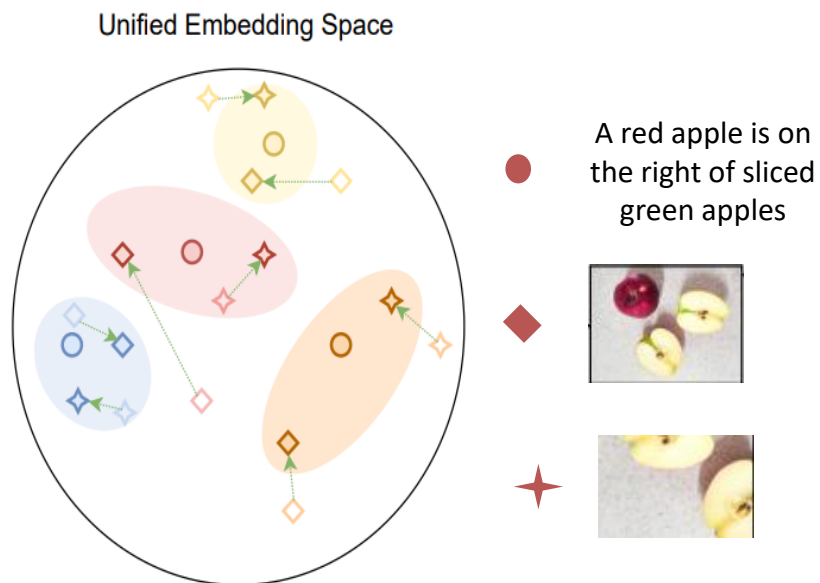 Unified Embedding Space
A red apple is on
the right of sliced
green apples